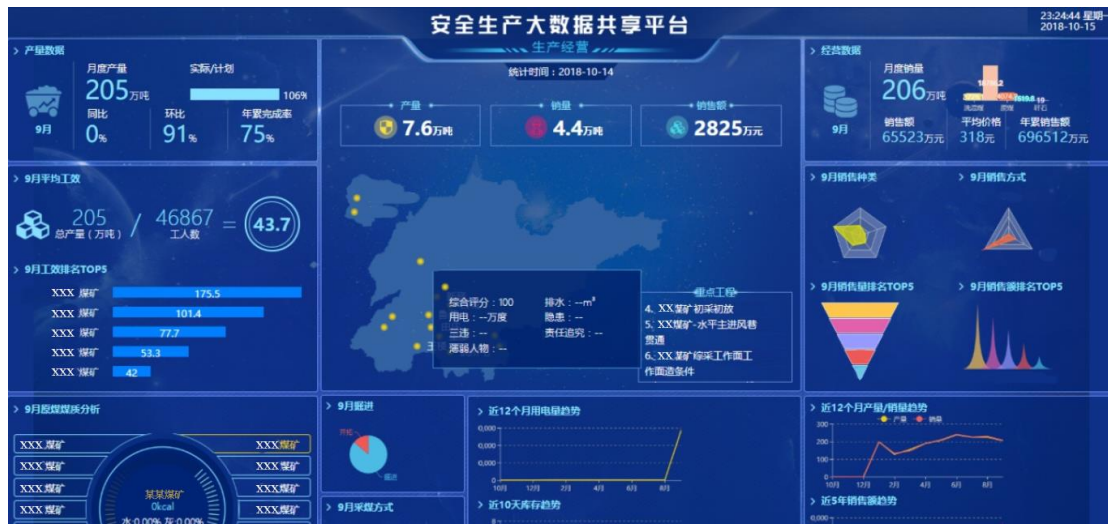 安全生产大数据共享平台
23:24:44 星期一
2018-10-15
生产经营
统计时间：2018-10-14
产量数据
月度产量
205万吨
实际/计划
106%
9月
同比
0%
环比
91%
年累完成率
75%
产量
7.6万吨
销量
4.4万吨
销售额
2825万元
经营数据
月度销量
206万吨
9月
销售额
65523万元
平均价格
318元
年累销售额
696512万元
9月平均工效
205
总产量（万吨）
/
46867
工人数
=
43.7
9月工效排名TOP5
XXX 煤矿 175.5
XXX 煤矿 101.4
XXX 煤矿 77.7
XXX 煤矿 53.3
XXX 煤矿 42
综合评分：100 排水：--m³
用电：--万度 隐患：--
三违：-- 责任追究：--
薄弱人物：--
重点工程
4、XX煤矿初采初放
5、XX煤矿-水平主进风巷
贯通
6、XX煤矿综采工作面工
作面造条件
9月销售种类
9月销售方式
9月销售量排名TOP5
9月销售额排名TOP5
9月原煤煤质分析
XXX煤矿 XXX煤矿
XXX煤矿 XXX煤矿
XXX煤矿 XXX煤矿
XXX煤矿 XXX煤矿
某某煤矿
0kcal
水:0.00% 灰:0.00%
9月掘进
开拓
掘进
9月采煤方式
近12个月用电量趋势
0,000
0,000
0
10月 12月 2月 4月 6月 8月
近10天库存趋势
近12个月产量/销量趋势
产量 销量
300
200
100
0
10月 12月 2月 4月 6月 8月
近5年销售额趋势
0,000